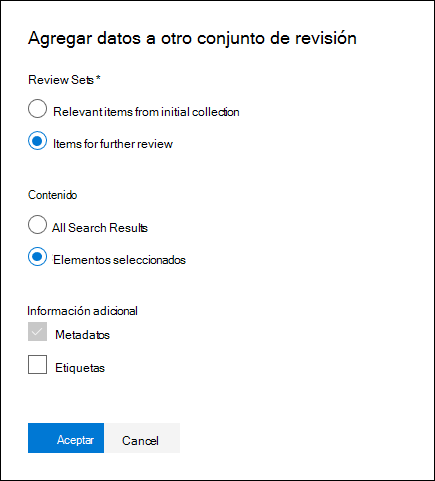 Agregar datos a otro conjunto de revisión
Review Sets *
Relevant items from initial collection
Items for further review
Contenido
All Search Results
Elementos seleccionados
Información adicional
Metadatos
Etiquetas
Aceptar Cancel